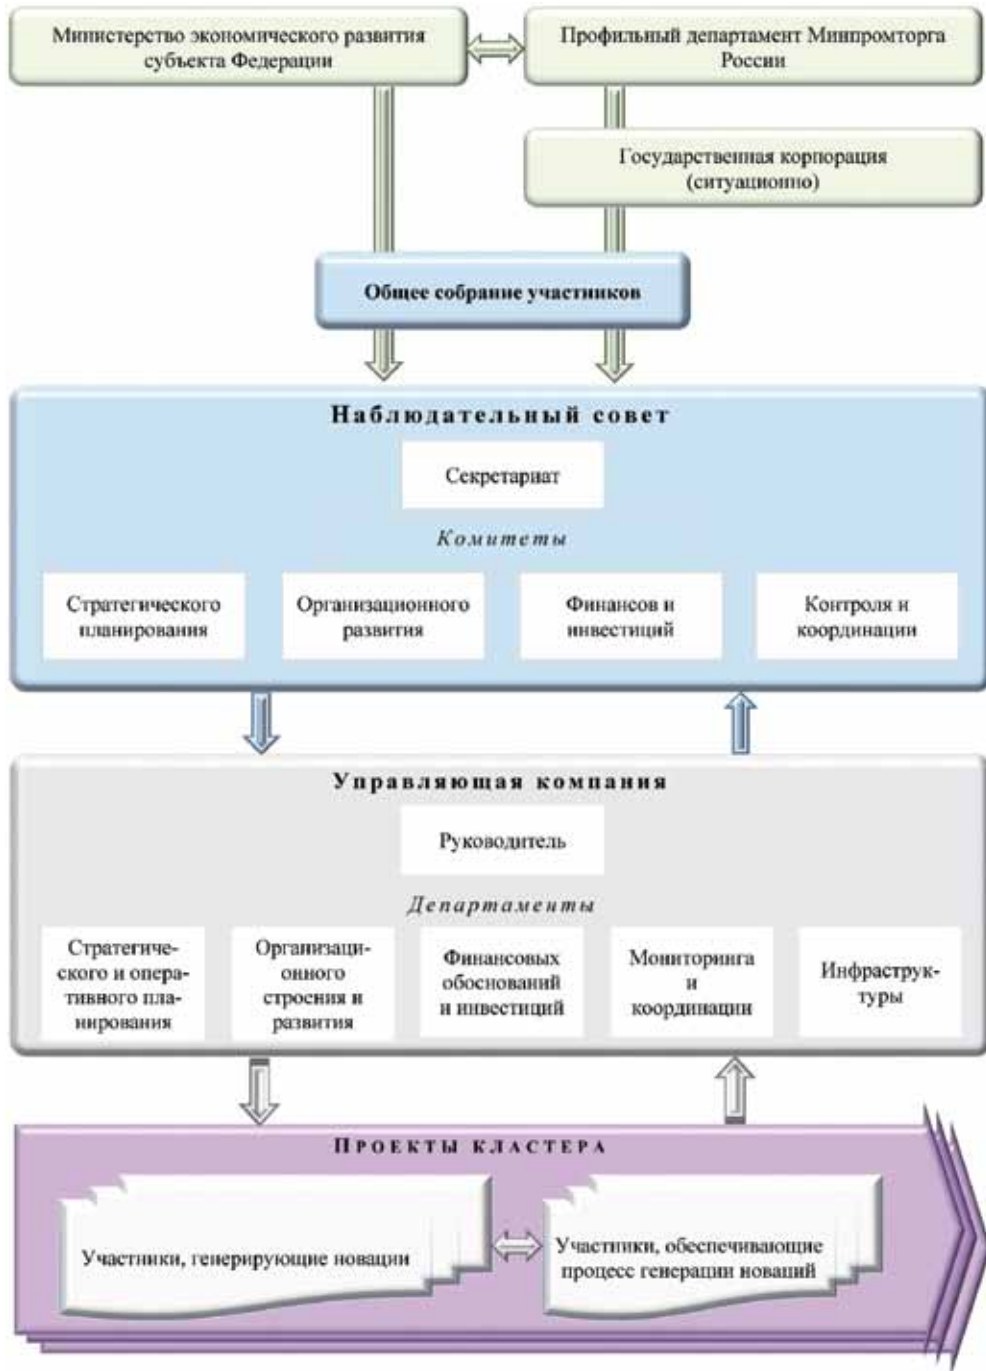 Министерство экономического развития
субъекта Федерации
Профильный департамент Минпромторга
России
Государственная корпорация
(ситуационно)
Общее собрание участников
Наблюдательный совет
Секретариат
Комитеты
Стратегического
планирования
Организационного
развития
Финансов и
инвестиций
Контроля и
координации
Управляющая компания
Руководитель
Департаменты
Стратегиче-
ского и опера-
тивного пла-
нирования
Организаци-
онного
строения и
развития
Финансовых
обоснований
и инвестиций
Мониторинга
и
координации
Инфраструк-
туры
ПРОЕКТЫ КЛАСТЕРА
Участники, генерирующие новации
Участники, обеспечивающие
процесс генерации новаций